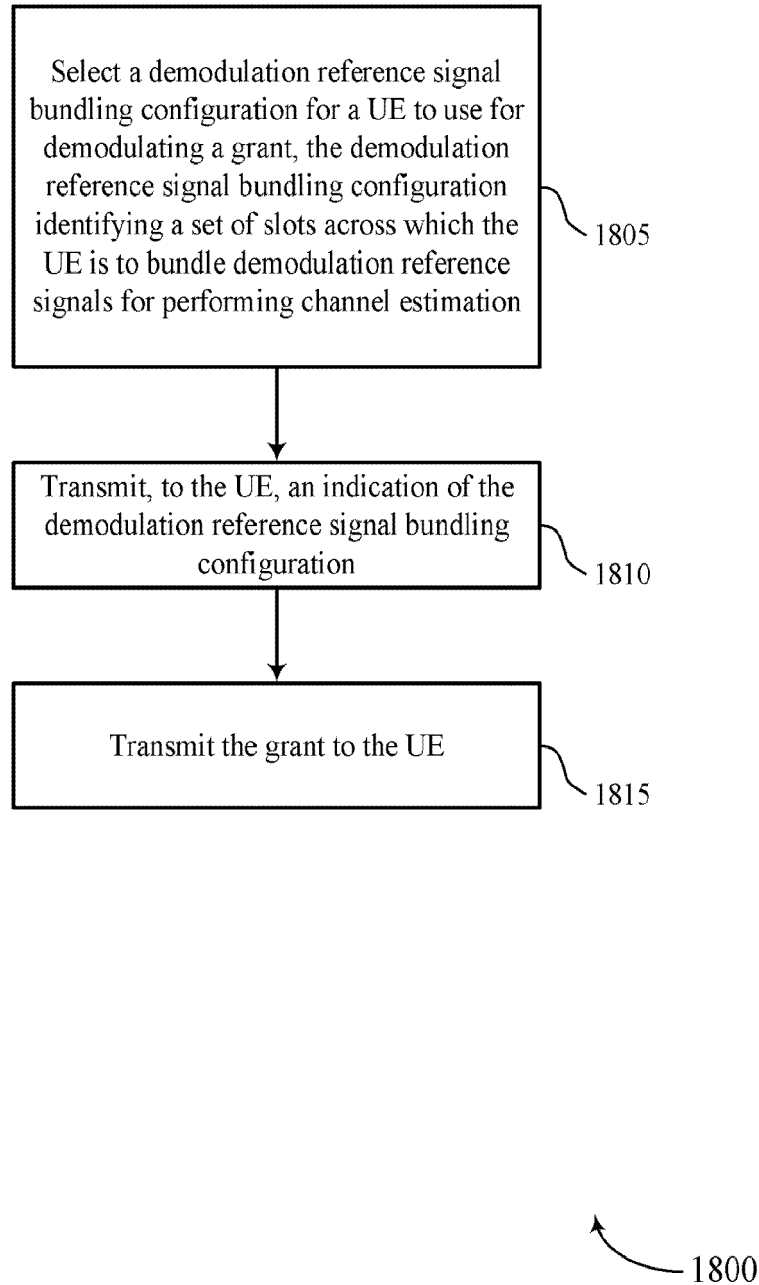 Select a demodulation reference signal
bundling configuration for a UE to use for
demodulating a grant, the demodulation
reference signal bundling configuration
identifying a set of slots across which the
UE is to bundle demodulation reference
signals for performing channel estimation
1805
Transmit, to the UE, an indication of the
demodulation reference signal bundling
configuration
1810
Transmit the grant to the UE
1815
1800